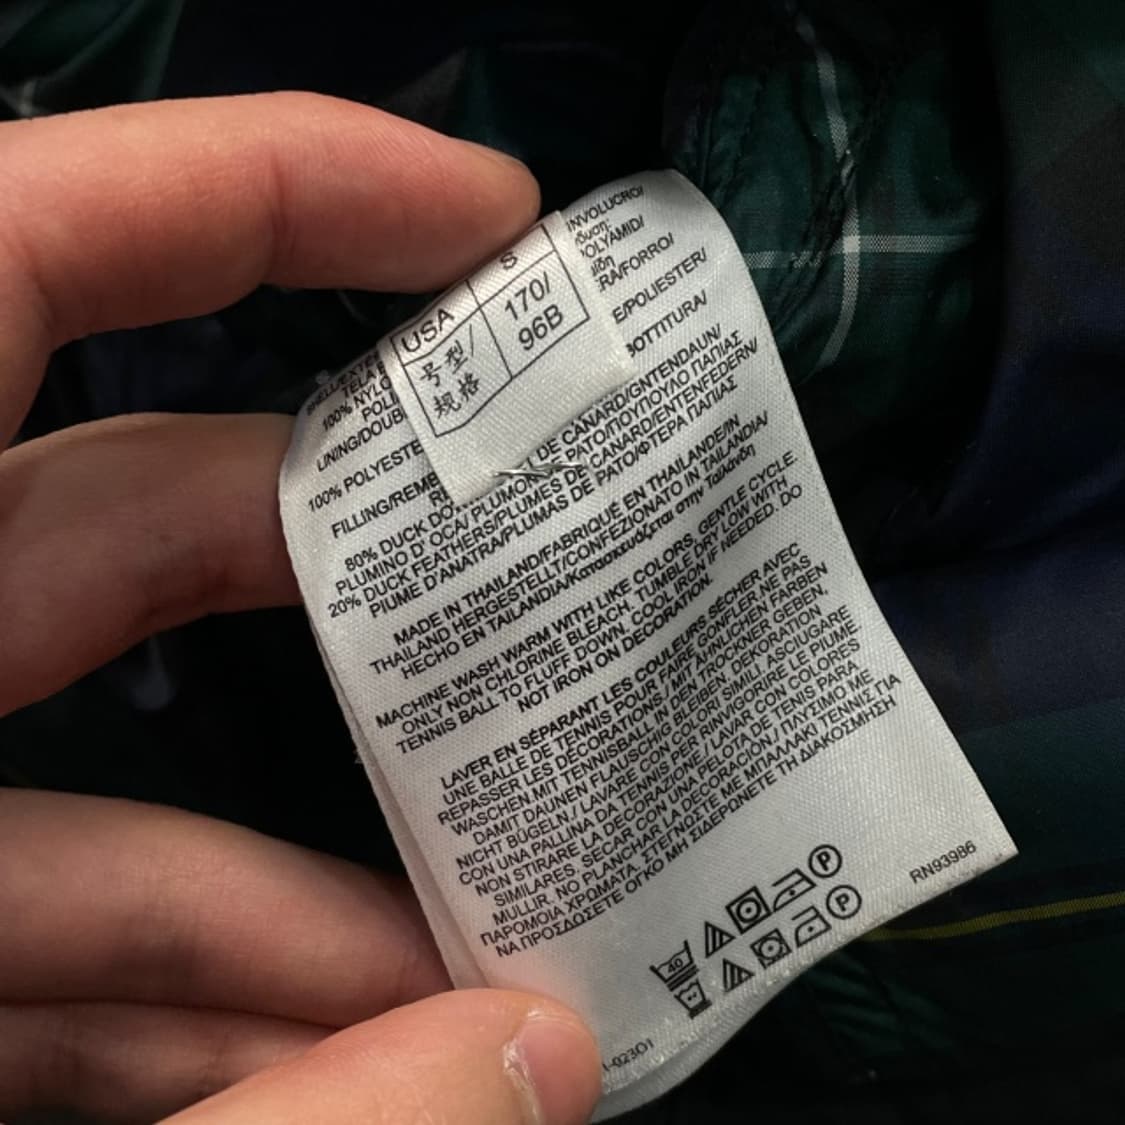 S
USA
170/
96B
号型/
规格
INVOLUCRO/
POLYAMID/
/FORRO/
100% NYLO
E/POLIESTER/
LINING/DOUB
100% POLYESTE
BOTTITURA/
FILLING/REME
DE CANARD/GNTENDAUN/
80% DUCK DO
PLUMINO D' OCA/ PLUMON PATO/ΠΟΥΠΟΥΛΟ ΠΑΠΙΑΣ
20% DUCK FEATHERS/PLUMES DE CANARD/ENTENFEDERN/
PIUME D'ANATRA/PLUMAS DE PATO/ΦΤΕΡΑ ΠΑΠΙΑΣ
MADE IN THAILAND/FABRIQUÉ EN THAILANDE/IN
THAILAND HERGESTELLT/CONFEZIONATO IN TAILANDIA/
HECHO EN TAILANDIA/Κατασκευάζεται στην Ταϊλάνδη
MACHINE WASH WARM WITH LIKE COLORS, GENTLE CYCLE.
ONLY NON CHLORINE BLEACH. TUMBLE DRY LOW WITH
TENNIS BALL TO FLUFF DOWN. COOL IRON IF NEEDED. DO
NOT IRON ON DECORATION.
LAVER EN SÉPARANT LES COULEURS. SÉCHER AVEC
UNE BALLE DE TENNIS POUR FAIRE GONFLER. NE PAS
REPASSER LES DÉCORATIONS./ MIT ÄHNLICHEN FARBEN
WASCHEN. MIT TENNISBALL IN DEN TROCKNER GEBEN,
DAMIT DAUNEN FLAUSCHIG BLEIBEN. DEKORATION
NICHT BÜGELN./ LAVARE CON COLORI SIMILI. ASCIUGARE
CON UNA PALLINA DA TENNIS PER RINVIGORIRE LE PIUME
NON STIRARE LA DECORAZIONE./ LAVAR CON COLORES
SIMILARES. SECAR CON UNA PELOTA DE TENIS PARA
MULLIR. NO PLANCHAR LA DECORACIÓN./ ΠΛΥΣΙΜΟ ΜΕ
ΠΑΡΟΜΟΙΑ ΧΡΩΜΑΤΑ. ΣΤΕΓΝΩΣΤΕ ΜΕ ΜΠΑΛΛΑΚΙ ΤΕΝΝΙΣ ΓΙΑ
ΝΑ ΠΡΟΣΔΩΣΕΤΕ ΟΓΚΟ ΜΗ ΣΙΔΕΡΩΝΕΤΕ ΤΗ ΔΙΑΚΟΣΜΗΣΗ
P
P
40
RN93986
-023O1